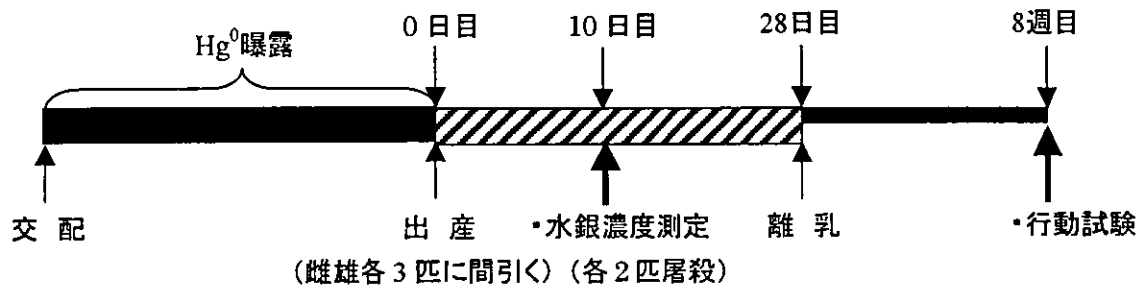 0日目 10日目 28日目 8週目
Hg⁰曝露
交 配 出 産 ・水銀濃度測定 離 乳 ・行動試験
（雌雄各3匹に間引く）（各2匹屠殺）